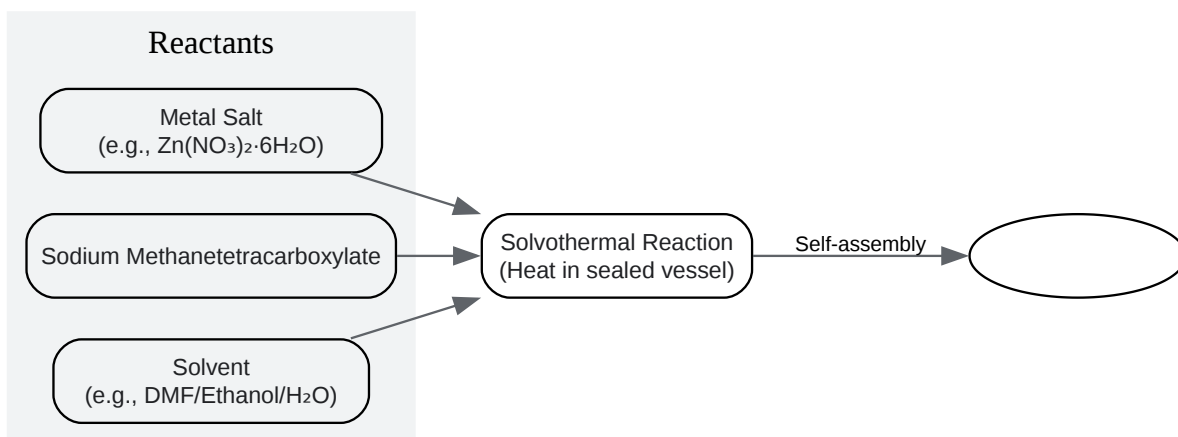 Reactants
Metal Salt
(e.g., Zn(NO₃)₂·6H₂O)
Sodium Methanetetracarboxylate
Solvent
(e.g., DMF/Ethanol/H₂O)
Solvothermal Reaction
(Heat in sealed vessel)
Self-assembly